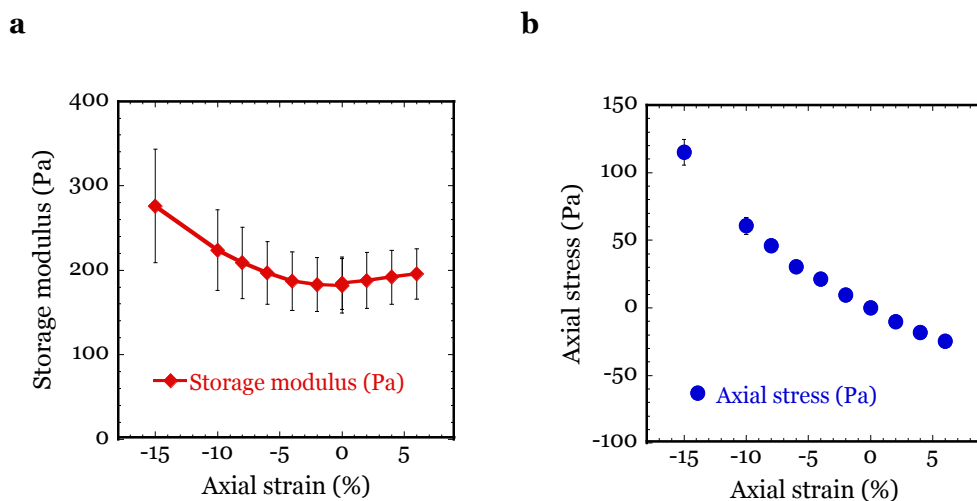 a
400
300
200
100
0
Storage modulus (Pa)
Storage modulus (Pa)
-15 -10 -5 0 5
Axial strain (%)
b
150
100
50
0
-50
-100
Axial stress (Pa)
Axial stress (Pa)
-15 -10 -5 0 5
Axial strain (%)